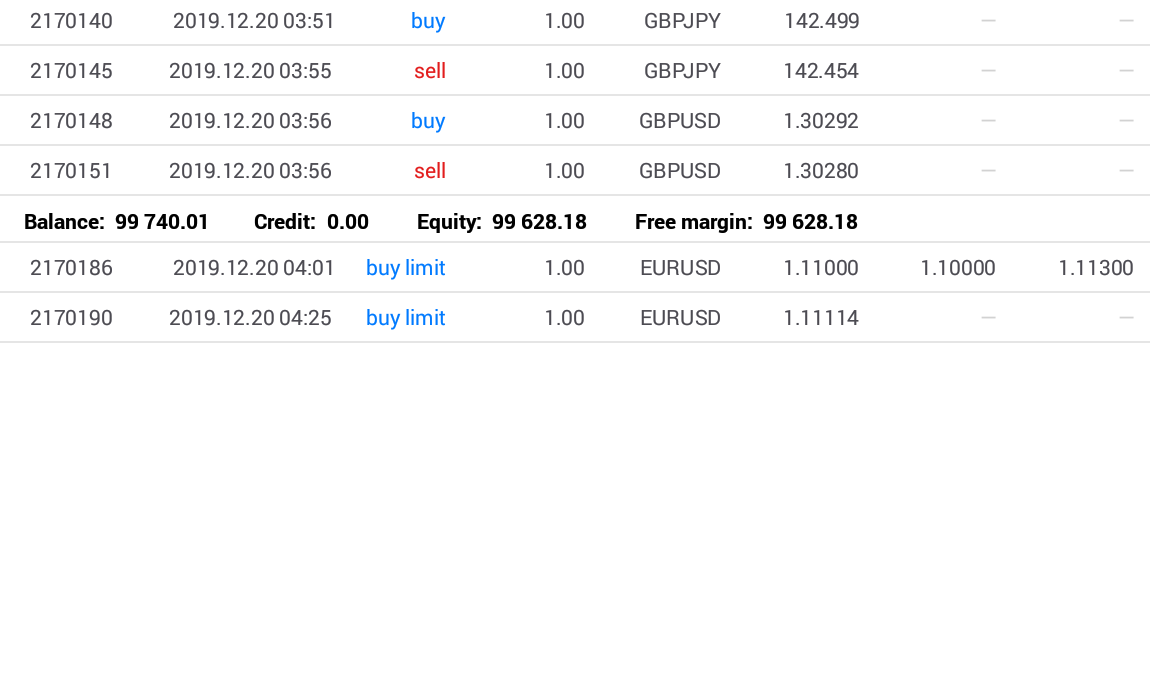 2170140 2019.12.20 03:51 buy 1.00 GBPJPY 142.499 — —
2170145 2019.12.20 03:55 sell 1.00 GBPJPY 142.454 — —
2170148 2019.12.20 03:56 buy 1.00 GBPUSD 1.30292 — —
2170151 2019.12.20 03:56 sell 1.00 GBPUSD 1.30280 — —
Balance: 99 740.01 Credit: 0.00 Equity: 99 628.18 Free margin: 99 628.18
2170186 2019.12.20 04:01 buy limit 1.00 EURUSD 1.11000 1.10000 1.11300
2170190 2019.12.20 04:25 buy limit 1.00 EURUSD 1.11114 — —